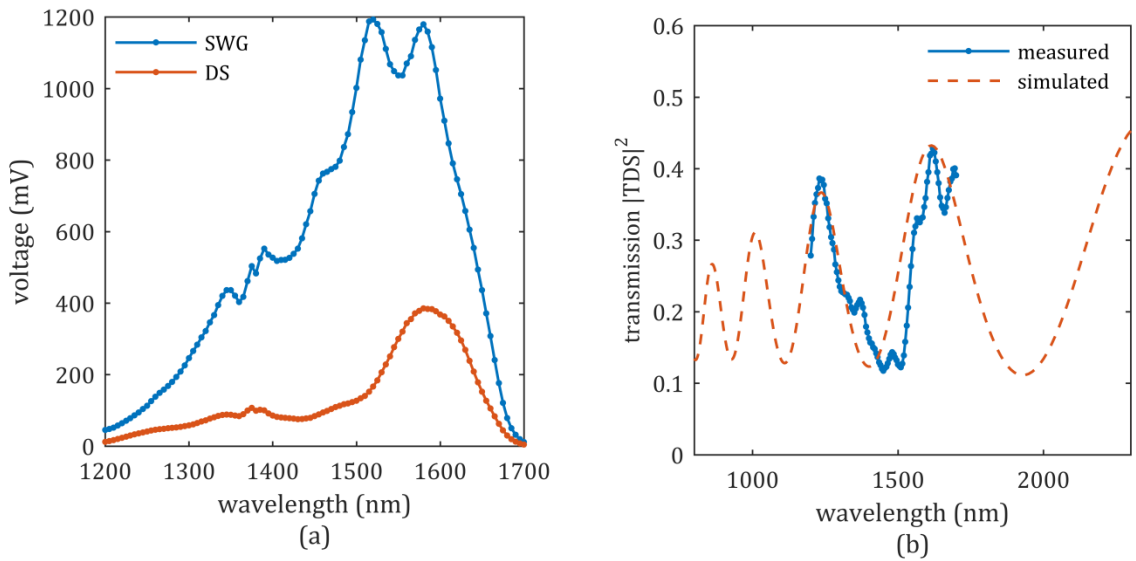 1200
1000
800
600
400
200
0
voltage (mV)
SWG
DS
1200 1300 1400 1500 1600 1700
wavelength (nm)
(a)
0.6
0.5
0.4
0.3
0.2
0.1
0
transmission |TDS|²
measured
simulated
1000 1500 2000
wavelength (nm)
(b)